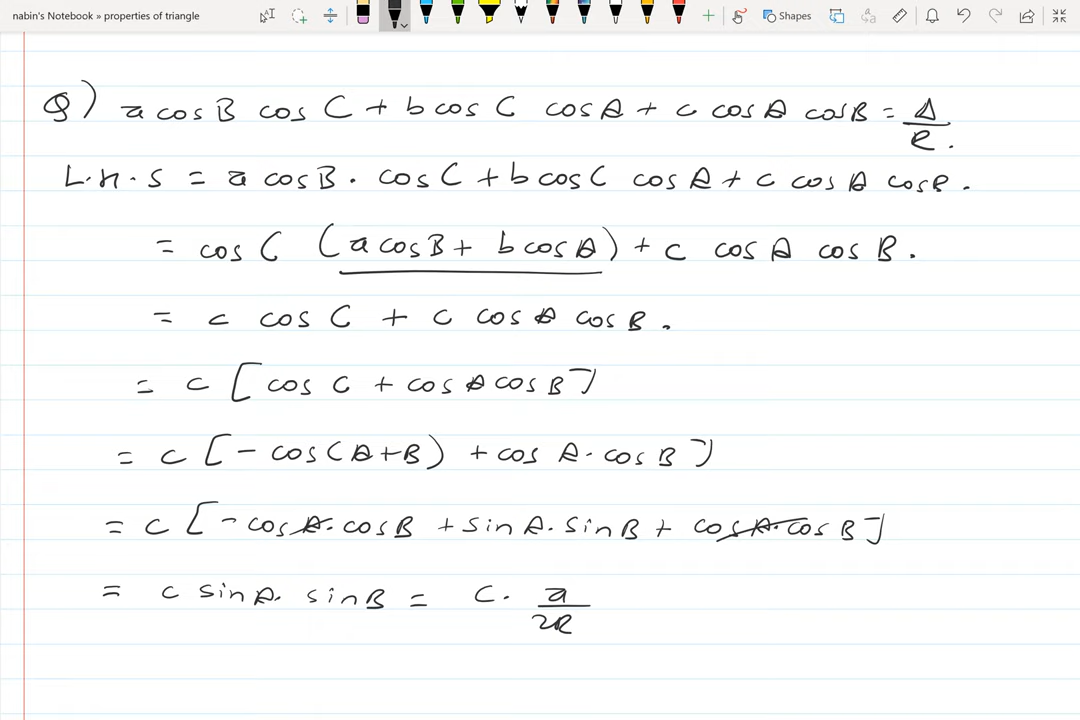 nabin's Notebook » properties of triangle
Shapes
Q) a cos B cos C + b cos C cos A + c cos A cos B = Δ/R.
L.H.S = a cos B . cos C + b cos C cos A + c cos A cos B.
= cos C (a cos B + b cos A) + c cos A cos B.
= c cos C + c cos A cos B.
= c [cos C + cos A cos B]
= c [- cos(A+B) + cos A . cos B]
= c [- cos A . cos B + sin A . sin B + cos A . cos B]
= c sin A . sin B = c . a/2R